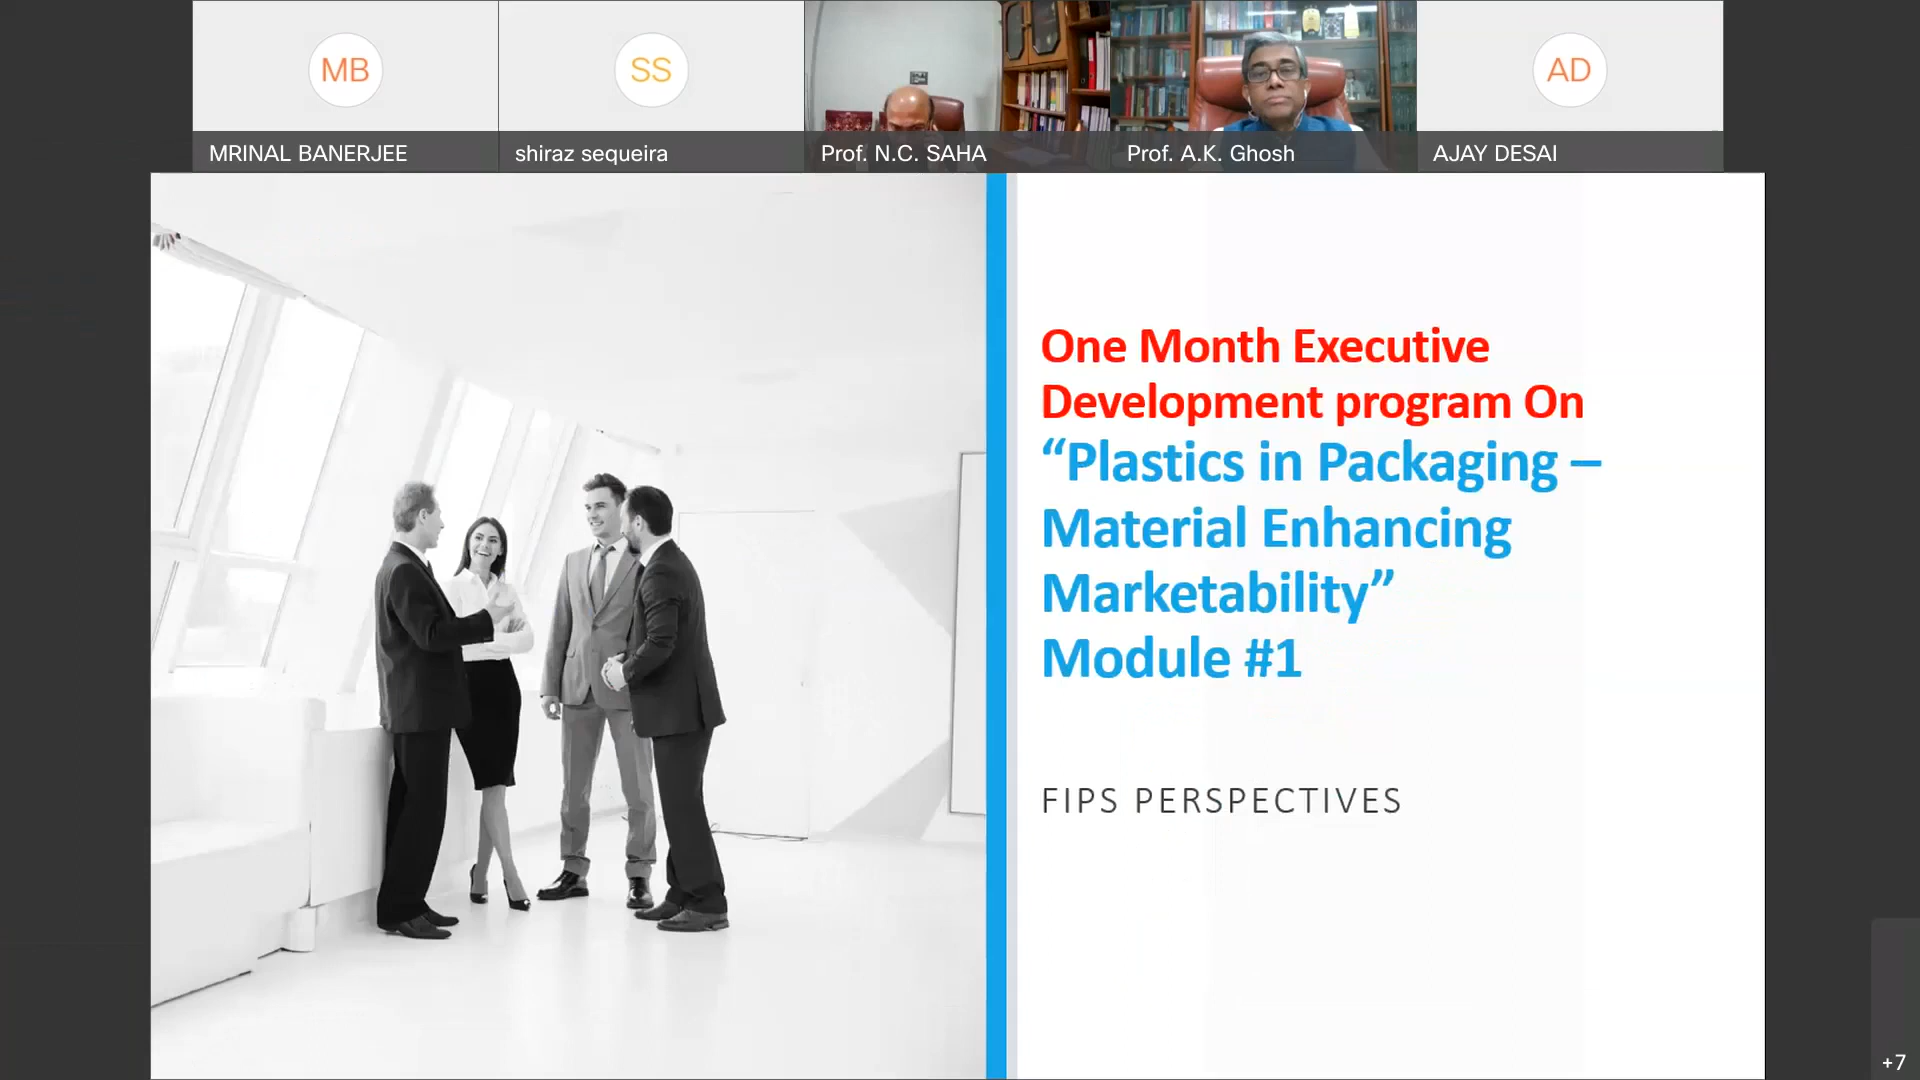 MB
SS
AD
MRINAL BANERJEE
shiraz sequeira
Prof. N.C. SAHA
Prof. A.K. Ghosh
AJAY DESAI
One Month Executive
Development program On
“Plastics in Packaging –
Material Enhancing
Marketability”
Module #1
FIPS PERSPECTIVES
+7